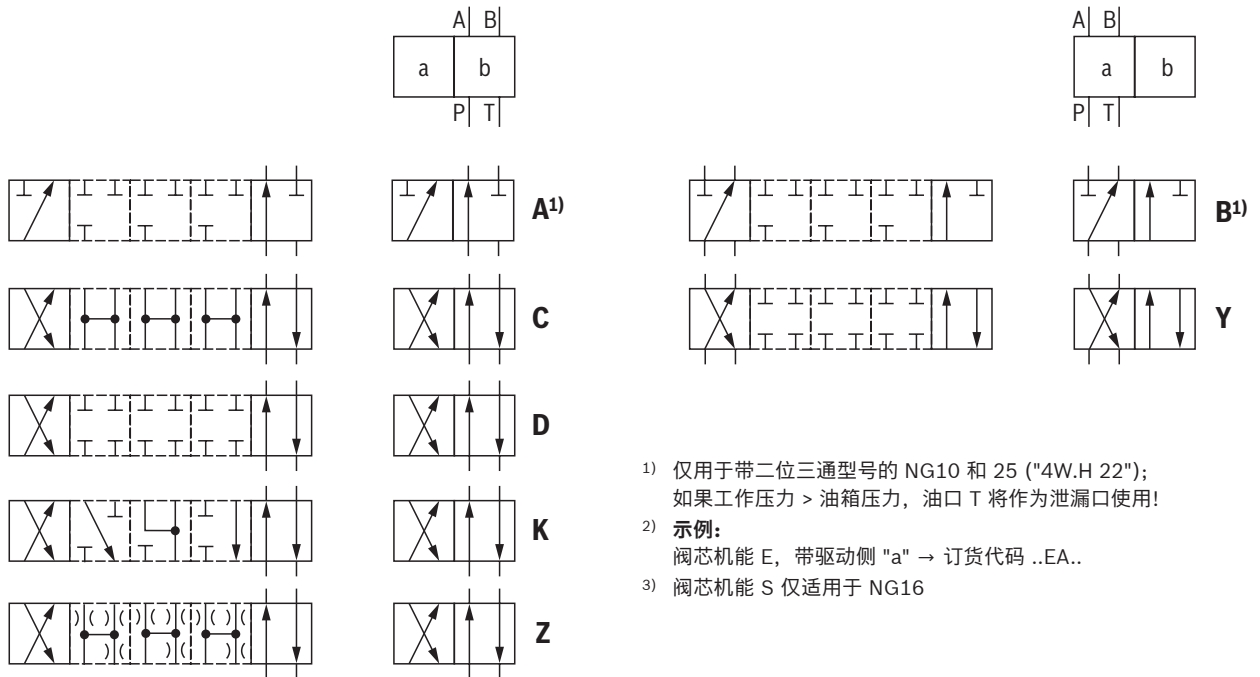 A B
a b
P T
A B
a b
P T
A1)
B1)
C
Y
D
K
Z
1) 仅用于带二位三通型号的 NG10 和 25 ("4W.H 22");
如果工作压力 > 油箱压力,油口 T 将作为泄漏口使用!
2) 示例:
阀芯机能 E,带驱动侧 "a" → 订货代码 ..EA..
3) 阀芯机能 S 仅适用于 NG16